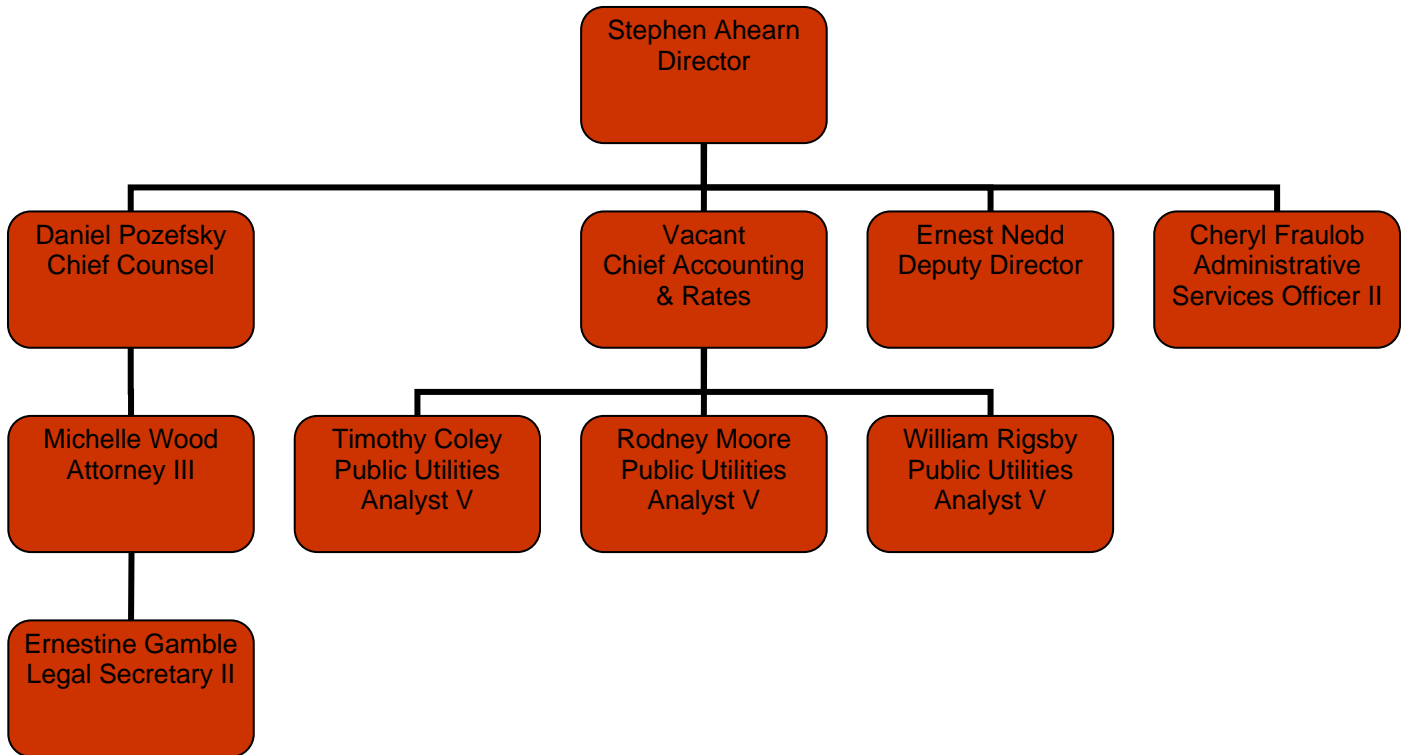 Stephen Ahearn
Director
Daniel Pozefsky
Chief Counsel
Vacant
Chief Accounting
& Rates
Ernest Nedd
Deputy Director
Cheryl Fraulob
Administrative
Services Officer II
Michelle Wood
Attorney III
Timothy Coley
Public Utilities
Analyst V
Rodney Moore
Public Utilities
Analyst V
William Rigsby
Public Utilities
Analyst V
Ernestine Gamble
Legal Secretary II